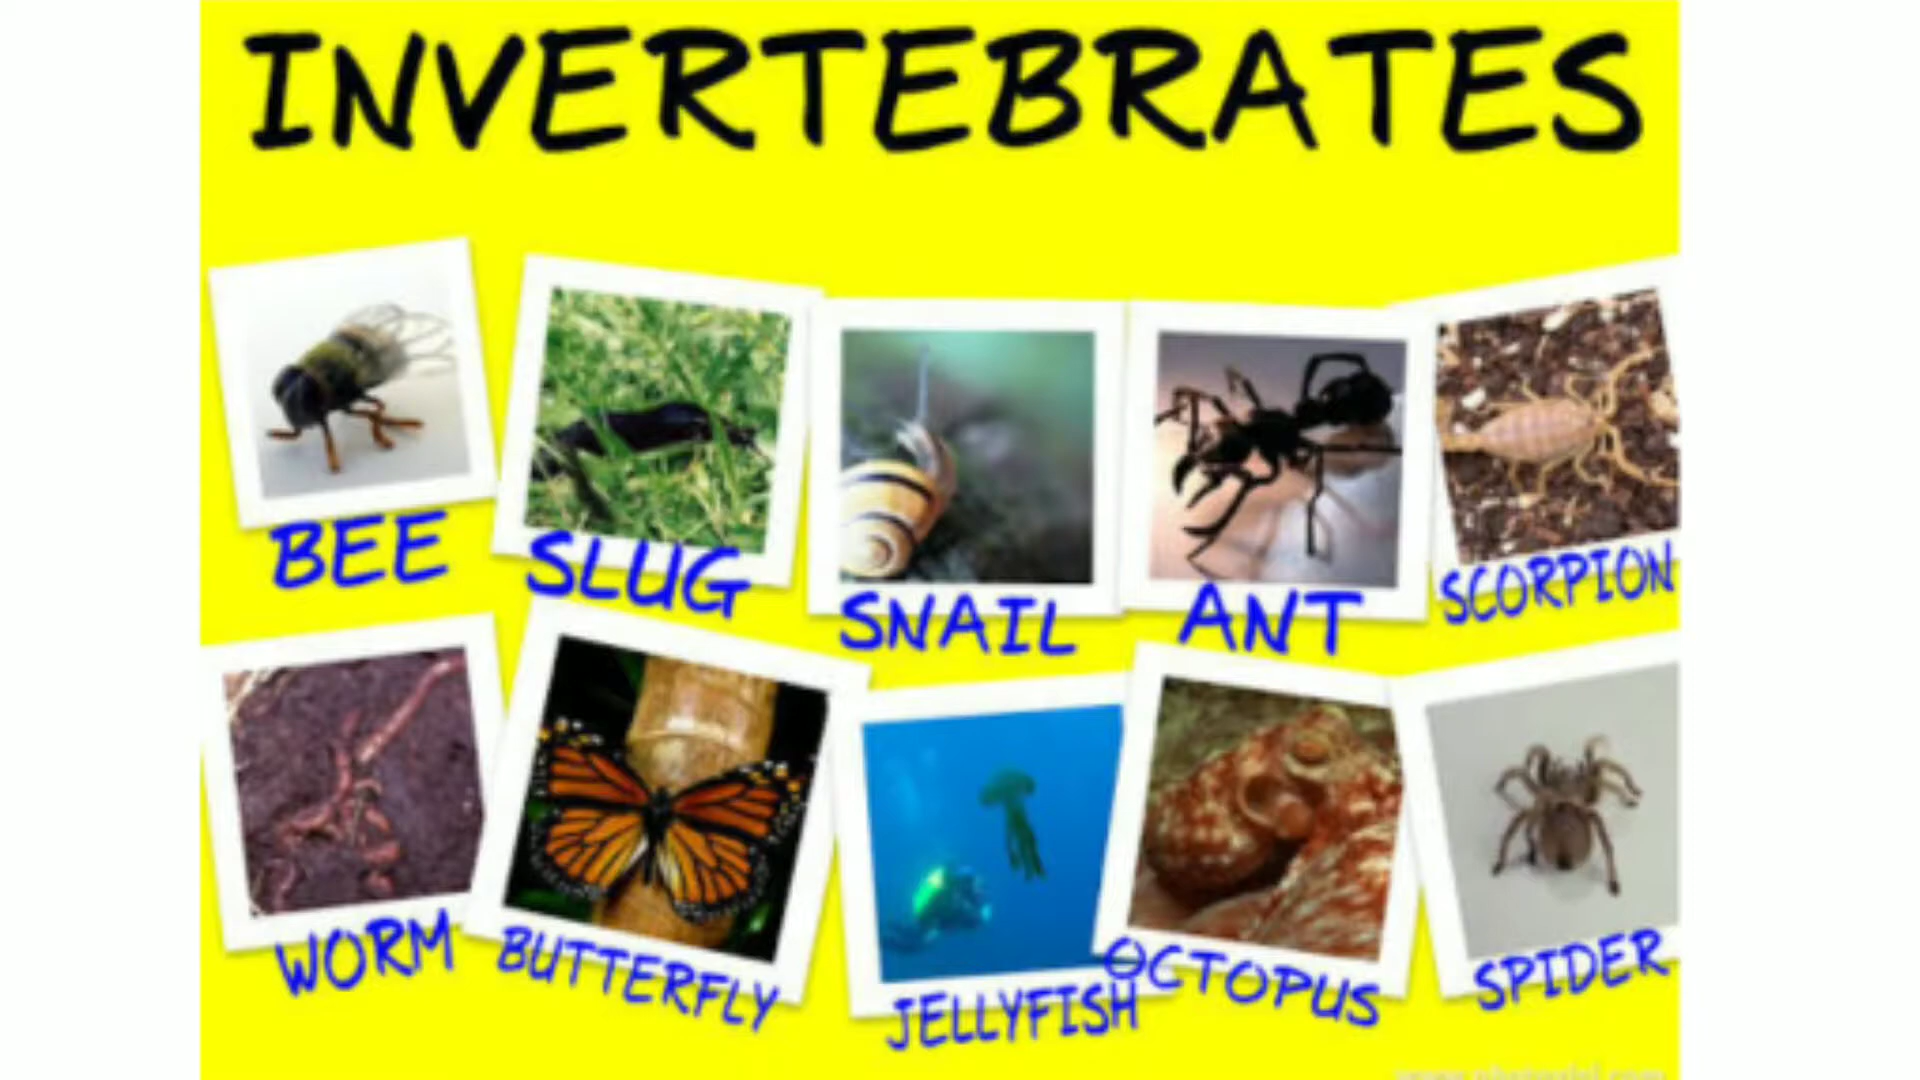 INVERTEBRATES
BEE
SLUG
SNAIL
ANT
SCORPION
WORM
BUTTERFLY
JELLYFISH
OCTOPUS
SPIDER